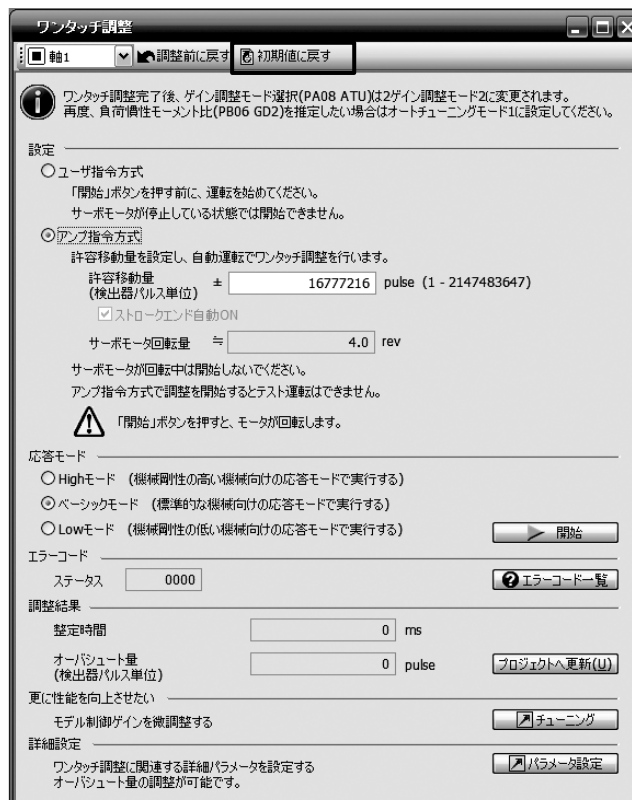 ワンタッチ調整
軸1 調整前に戻す 初期値に戻す
ワンタッチ調整完了後、ゲイン調整モード選択(PA08 ATU)は2ゲイン調整モード2に変更されます。
再度、負荷慣性モーメント比(PB06 GD2)を推定したい場合はオートチューニングモード1に設定してください。
設定
ユーザ指令方式
「開始」ボタンを押す前に、運転を始めてください。
サーボモータが停止している状態では開始できません。
アンプ指令方式
許容移動量を設定し、自動運転でワンタッチ調整を行います。
許容移動量
(検出器パルス単位) ± 16777216 pulse (1 - 2147483647)
ストロークエンド自動ON
サーボモータ回転量 ≒ 4.0 rev
サーボモータが回転中は開始しないでください。
アンプ指令方式で調整を開始するとテスト運転はできません。
「開始」ボタンを押すと、モータが回転します。
応答モード
Highモード (機械剛性の高い機械向けの応答モードで実行する)
ベーシックモード (標準的な機械向けの応答モードで実行する)
Lowモード (機械剛性の低い機械向けの応答モードで実行する)
開始
エラーコード
ステータス 0000 エラーコード一覧
調整結果
整定時間 0 ms
オーバシュート量
(検出器パルス単位) 0 pulse プロジェクトへ更新(U)
更に性能を向上させたい
モデル制御ゲインを微調整する チューニング
詳細設定
ワンタッチ調整に関連する詳細パラメータを設定する パラメータ設定
オーバシュート量の調整が可能です。